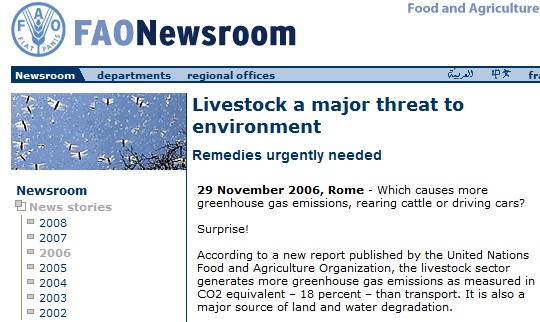 Food and Agriculture
FAO
FIAT PANIS
FAONewsroom
Newsroom departments regional offices العربية 中文 fra
Livestock a major threat to
environment
Remedies urgently needed
29 November 2006, Rome - Which causes more
greenhouse gas emissions, rearing cattle or driving cars?
Surprise!
According to a new report published by the United Nations
Food and Agriculture Organization, the livestock sector
generates more greenhouse gas emissions as measured in
CO2 equivalent – 18 percent – than transport. It is also a
major source of land and water degradation.
Newsroom
News stories
2008
2007
2006
2005
2004
2003
2002